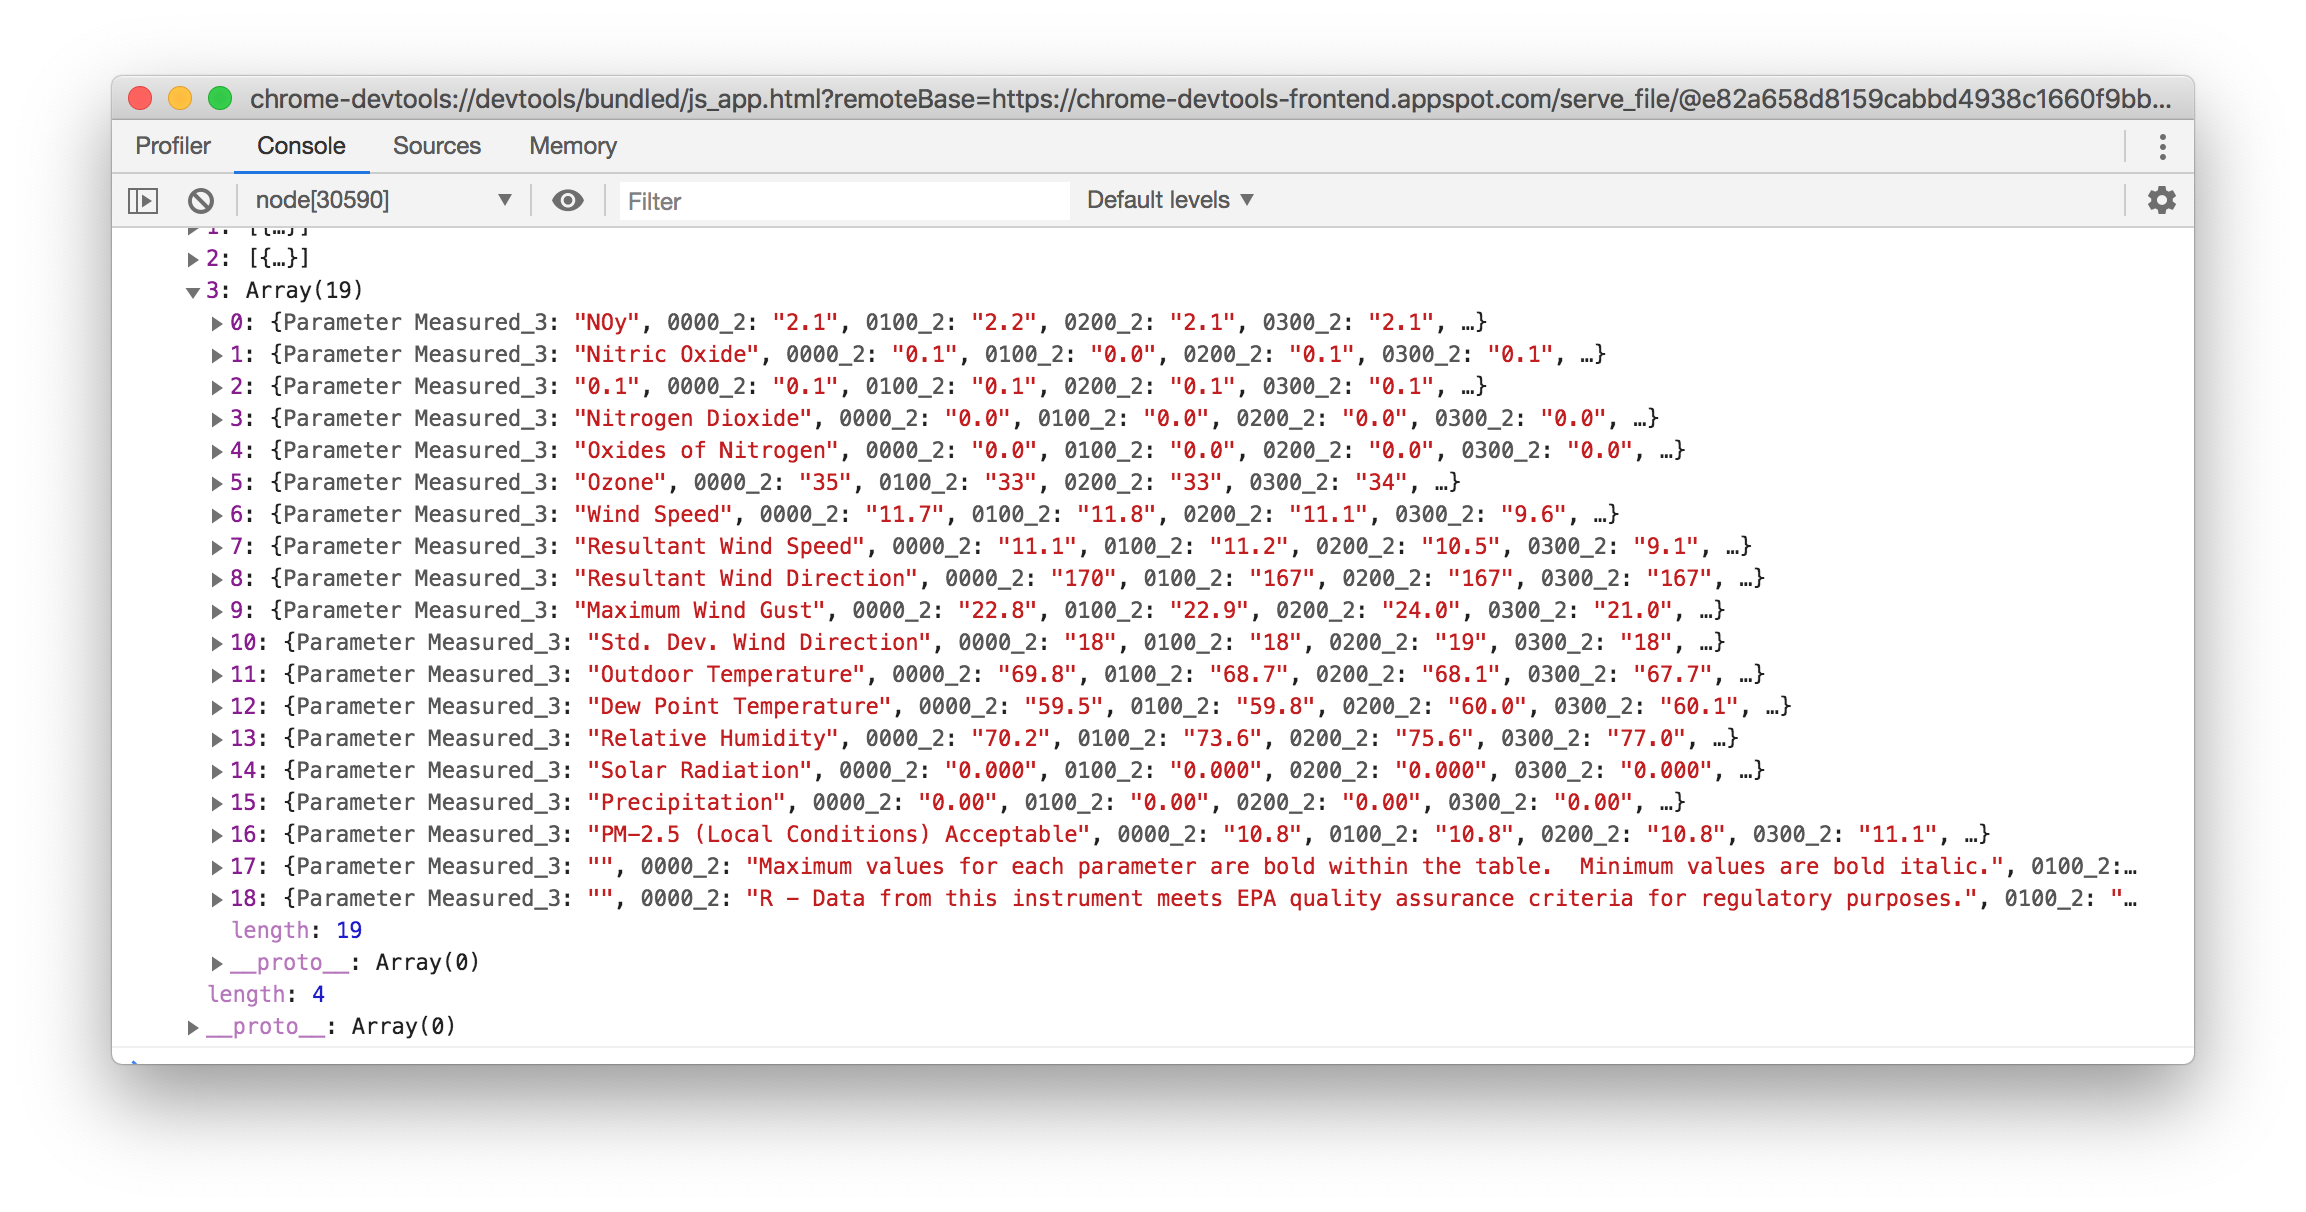 chrome-devtools://devtools/bundled/js_app.html?remoteBase=https://chrome-devtools-frontend.appspot.com/serve_file/@e82a658d8159cabbd4938c1660f9bb...
Profiler Console Sources Memory
node[30590] Filter Default levels
1: [{…}]
2: [{…}]
3: Array(19)
0: {Parameter Measured_3: "NOy", 0000_2: "2.1", 0100_2: "2.2", 0200_2: "2.1", 0300_2: "2.1", …}
1: {Parameter Measured_3: "Nitric Oxide", 0000_2: "0.1", 0100_2: "0.0", 0200_2: "0.1", 0300_2: "0.1", …}
2: {Parameter Measured_3: "0.1", 0000_2: "0.1", 0100_2: "0.1", 0200_2: "0.1", 0300_2: "0.1", …}
3: {Parameter Measured_3: "Nitrogen Dioxide", 0000_2: "0.0", 0100_2: "0.0", 0200_2: "0.0", 0300_2: "0.0", …}
4: {Parameter Measured_3: "Oxides of Nitrogen", 0000_2: "0.0", 0100_2: "0.0", 0200_2: "0.0", 0300_2: "0.0", …}
5: {Parameter Measured_3: "Ozone", 0000_2: "35", 0100_2: "33", 0200_2: "33", 0300_2: "34", …}
6: {Parameter Measured_3: "Wind Speed", 0000_2: "11.7", 0100_2: "11.8", 0200_2: "11.1", 0300_2: "9.6", …}
7: {Parameter Measured_3: "Resultant Wind Speed", 0000_2: "11.1", 0100_2: "11.2", 0200_2: "10.5", 0300_2: "9.1", …}
8: {Parameter Measured_3: "Resultant Wind Direction", 0000_2: "170", 0100_2: "167", 0200_2: "167", 0300_2: "167", …}
9: {Parameter Measured_3: "Maximum Wind Gust", 0000_2: "22.8", 0100_2: "22.9", 0200_2: "24.0", 0300_2: "21.0", …}
10: {Parameter Measured_3: "Std. Dev. Wind Direction", 0000_2: "18", 0100_2: "18", 0200_2: "19", 0300_2: "18", …}
11: {Parameter Measured_3: "Outdoor Temperature", 0000_2: "69.8", 0100_2: "68.7", 0200_2: "68.1", 0300_2: "67.7", …}
12: {Parameter Measured_3: "Dew Point Temperature", 0000_2: "59.5", 0100_2: "59.8", 0200_2: "60.0", 0300_2: "60.1", …}
13: {Parameter Measured_3: "Relative Humidity", 0000_2: "70.2", 0100_2: "73.6", 0200_2: "75.6", 0300_2: "77.0", …}
14: {Parameter Measured_3: "Solar Radiation", 0000_2: "0.000", 0100_2: "0.000", 0200_2: "0.000", 0300_2: "0.000", …}
15: {Parameter Measured_3: "Precipitation", 0000_2: "0.00", 0100_2: "0.00", 0200_2: "0.00", 0300_2: "0.00", …}
16: {Parameter Measured_3: "PM-2.5 (Local Conditions) Acceptable", 0000_2: "10.8", 0100_2: "10.8", 0200_2: "10.8", 0300_2: "11.1", …}
17: {Parameter Measured_3: "", 0000_2: "Maximum values for each parameter are bold within the table.  Minimum values are bold italic.", 0100_2:…
18: {Parameter Measured_3: "", 0000_2: "R - Data from this instrument meets EPA quality assurance criteria for regulatory purposes.", 0100_2: "…
length: 19
__proto__: Array(0)
length: 4
__proto__: Array(0)